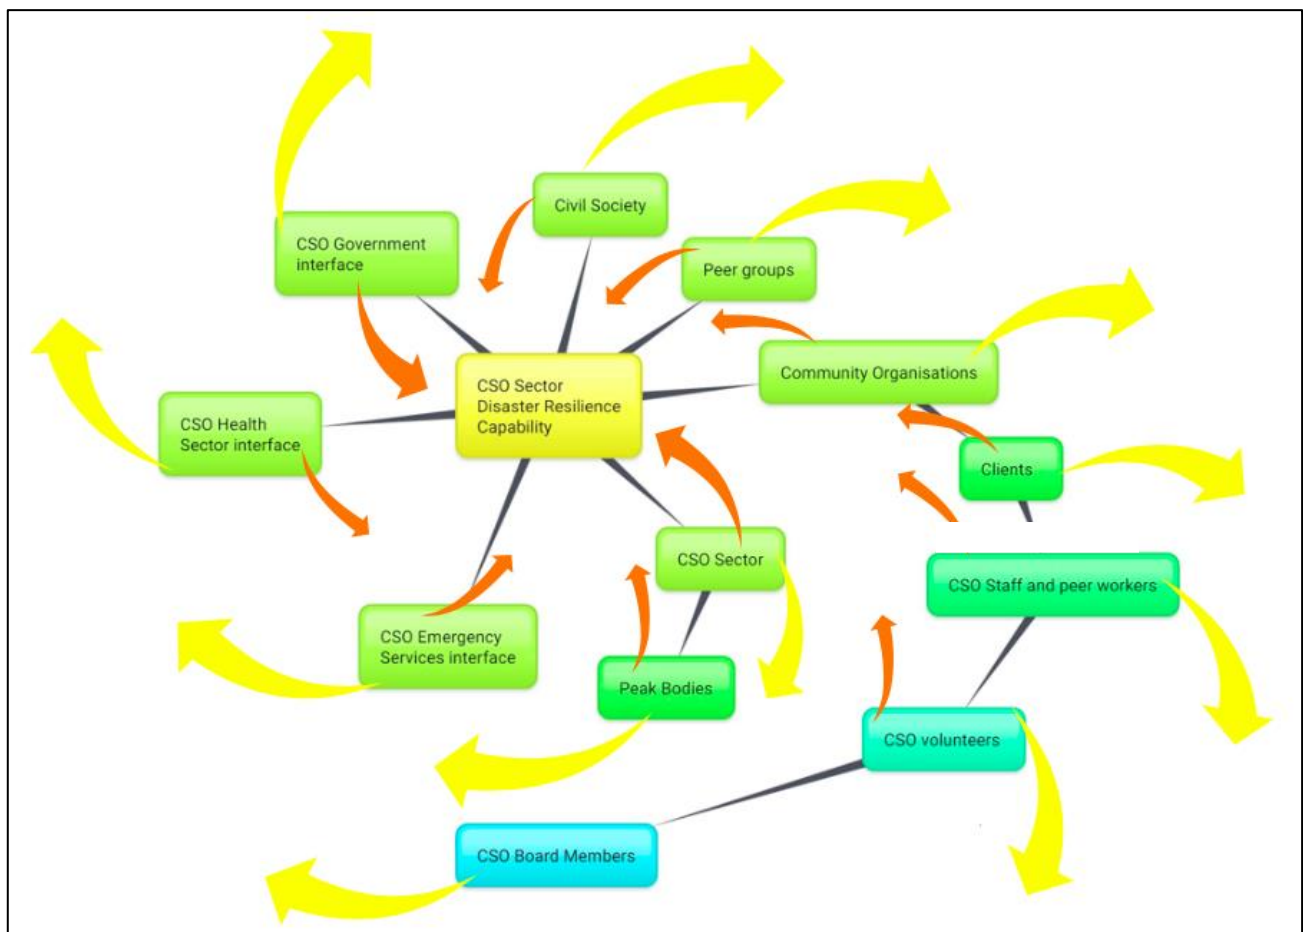 Civil Society
CSO Government
interface
Peer groups
CSO Sector
Disaster Resilience
Capability
Community Organisations
CSO Health
Sector interface
Clients
CSO Sector
CSO Staff and peer workers
CSO Emergency
Services interface
Peak Bodies
CSO volunteers
CSO Board Members